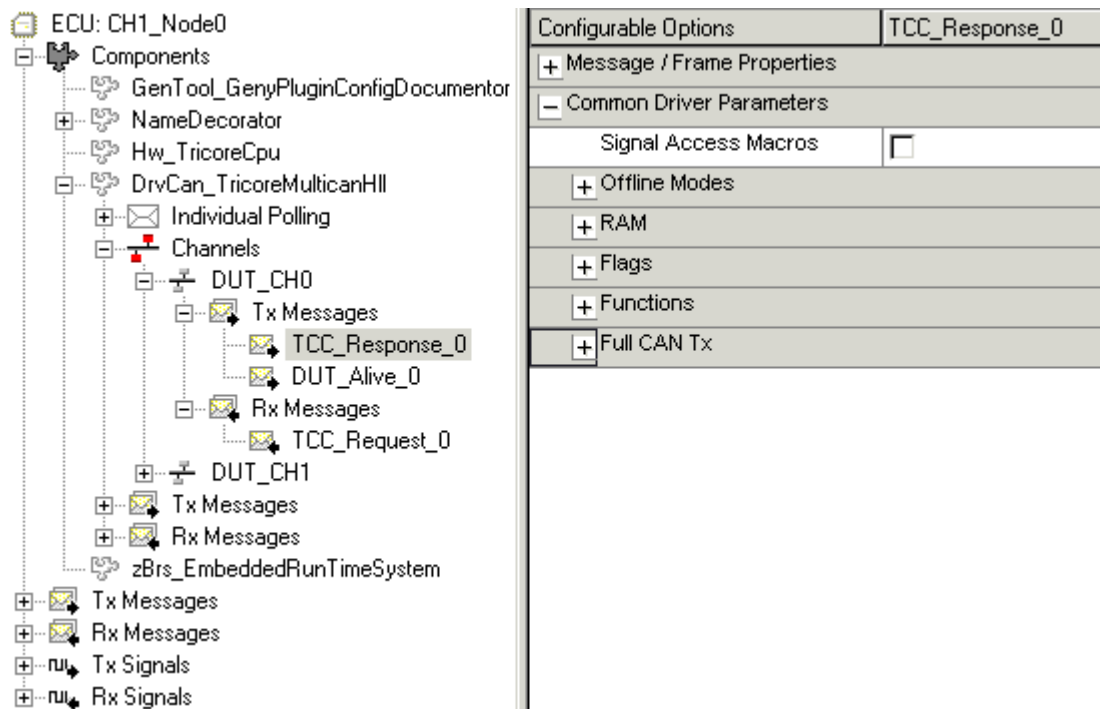 ECU: CH1_Node0
Components
GenTool_GenyPluginConfigDocumentor
NameDecorator
Hw_TricoreCpu
DrvCan_TricoreMulticanHll
Individual Polling
Channels
DUT_CH0
Tx Messages
TCC_Response_0
DUT_Alive_0
Rx Messages
TCC_Request_0
DUT_CH1
Tx Messages
Rx Messages
zBrs_EmbeddedRunTimeSystem
Tx Messages
Rx Messages
Tx Signals
Rx Signals
Configurable Options TCC_Response_0
Message / Frame Properties
Common Driver Parameters
Signal Access Macros
Offline Modes
RAM
Flags
Functions
Full CAN Tx